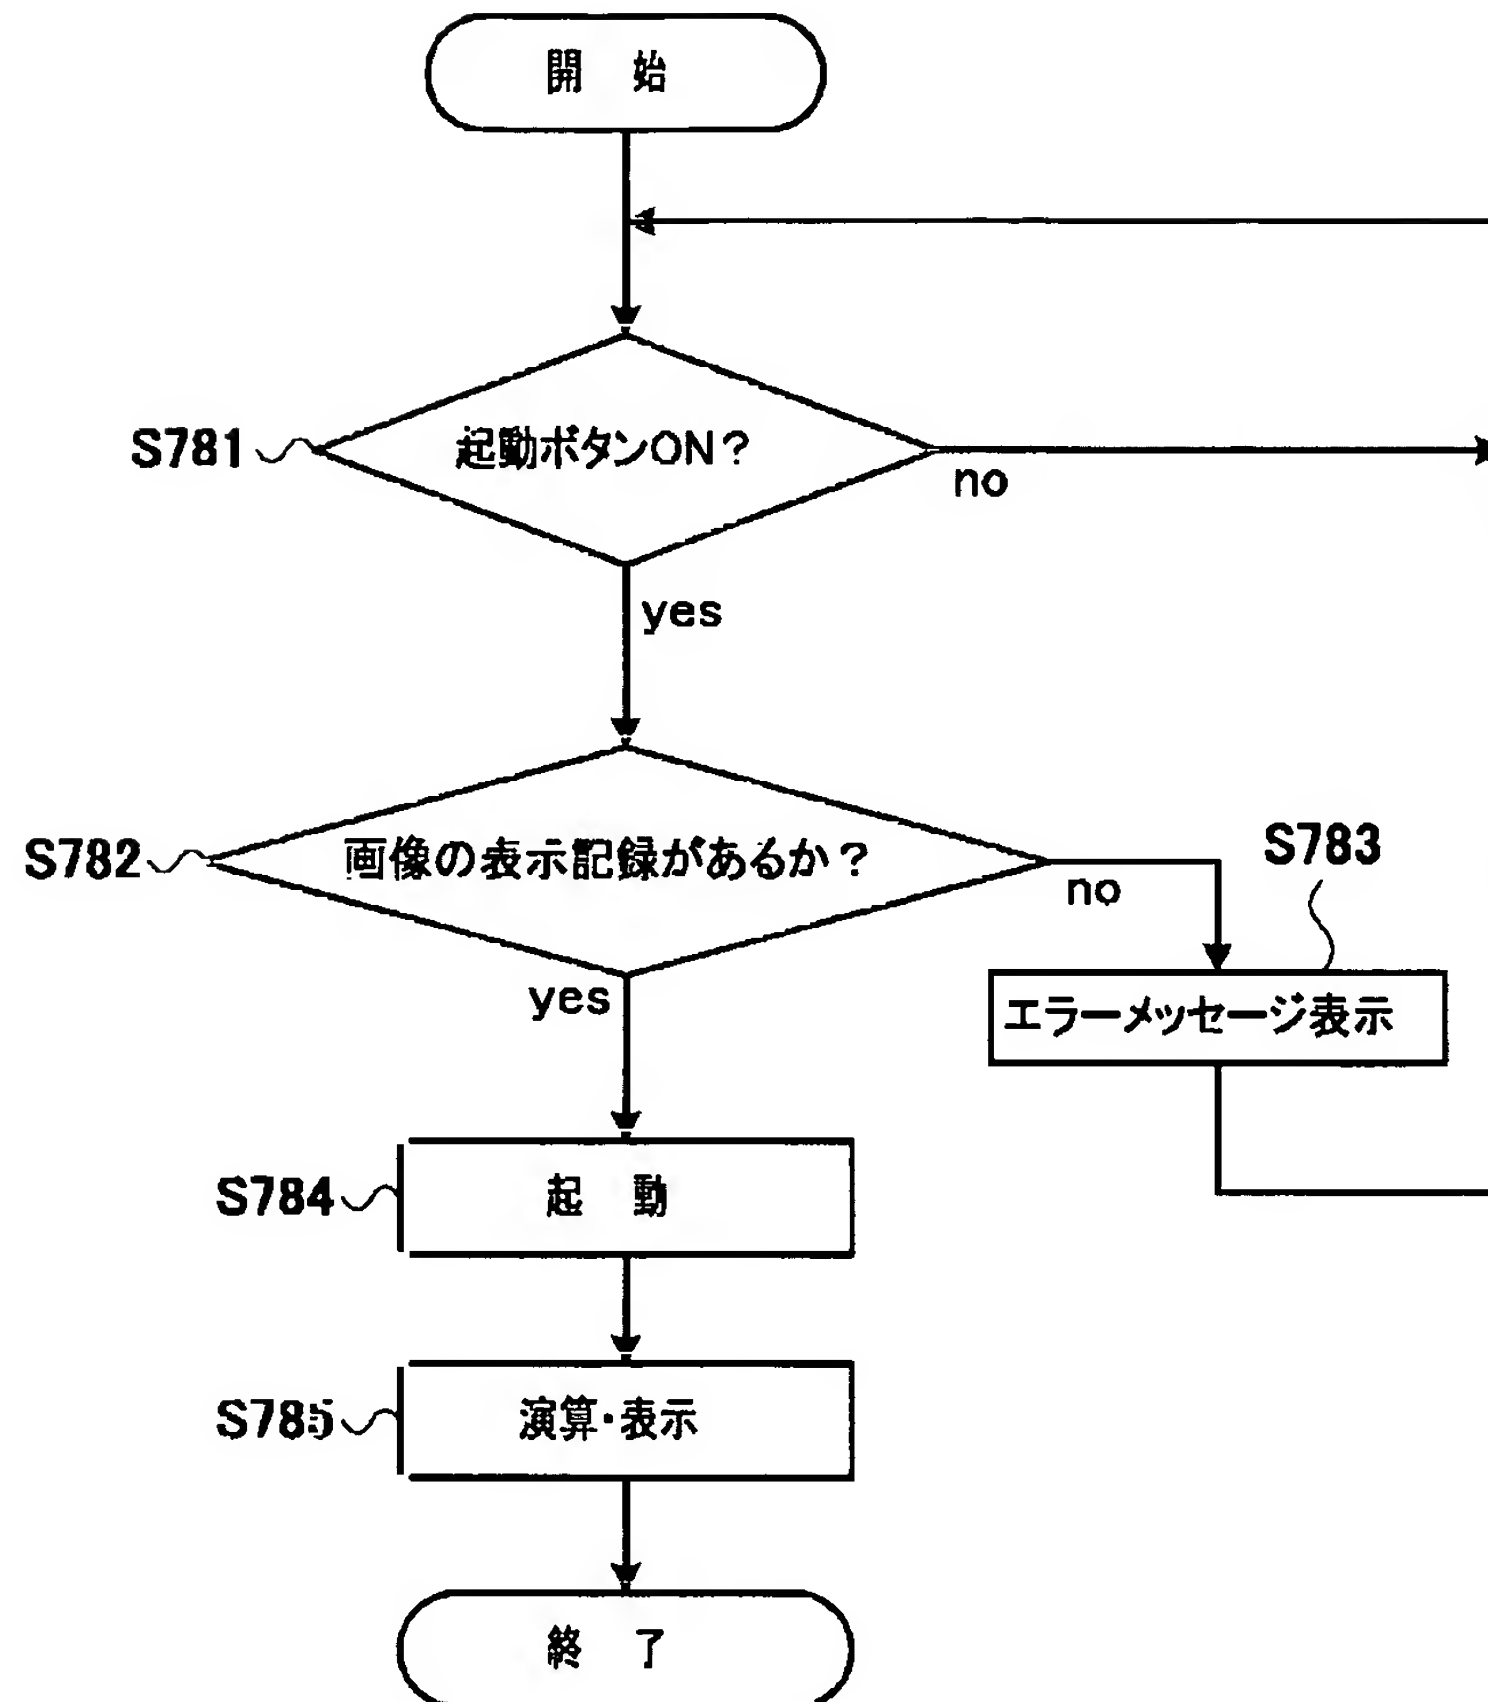 開 始
S781
起動ボタンON?
no
yes
S782
画像の表示記録があるか?
no
S783
yes
エラーメッセージ表示
S784
起 動
S785
演算・表示
終 了